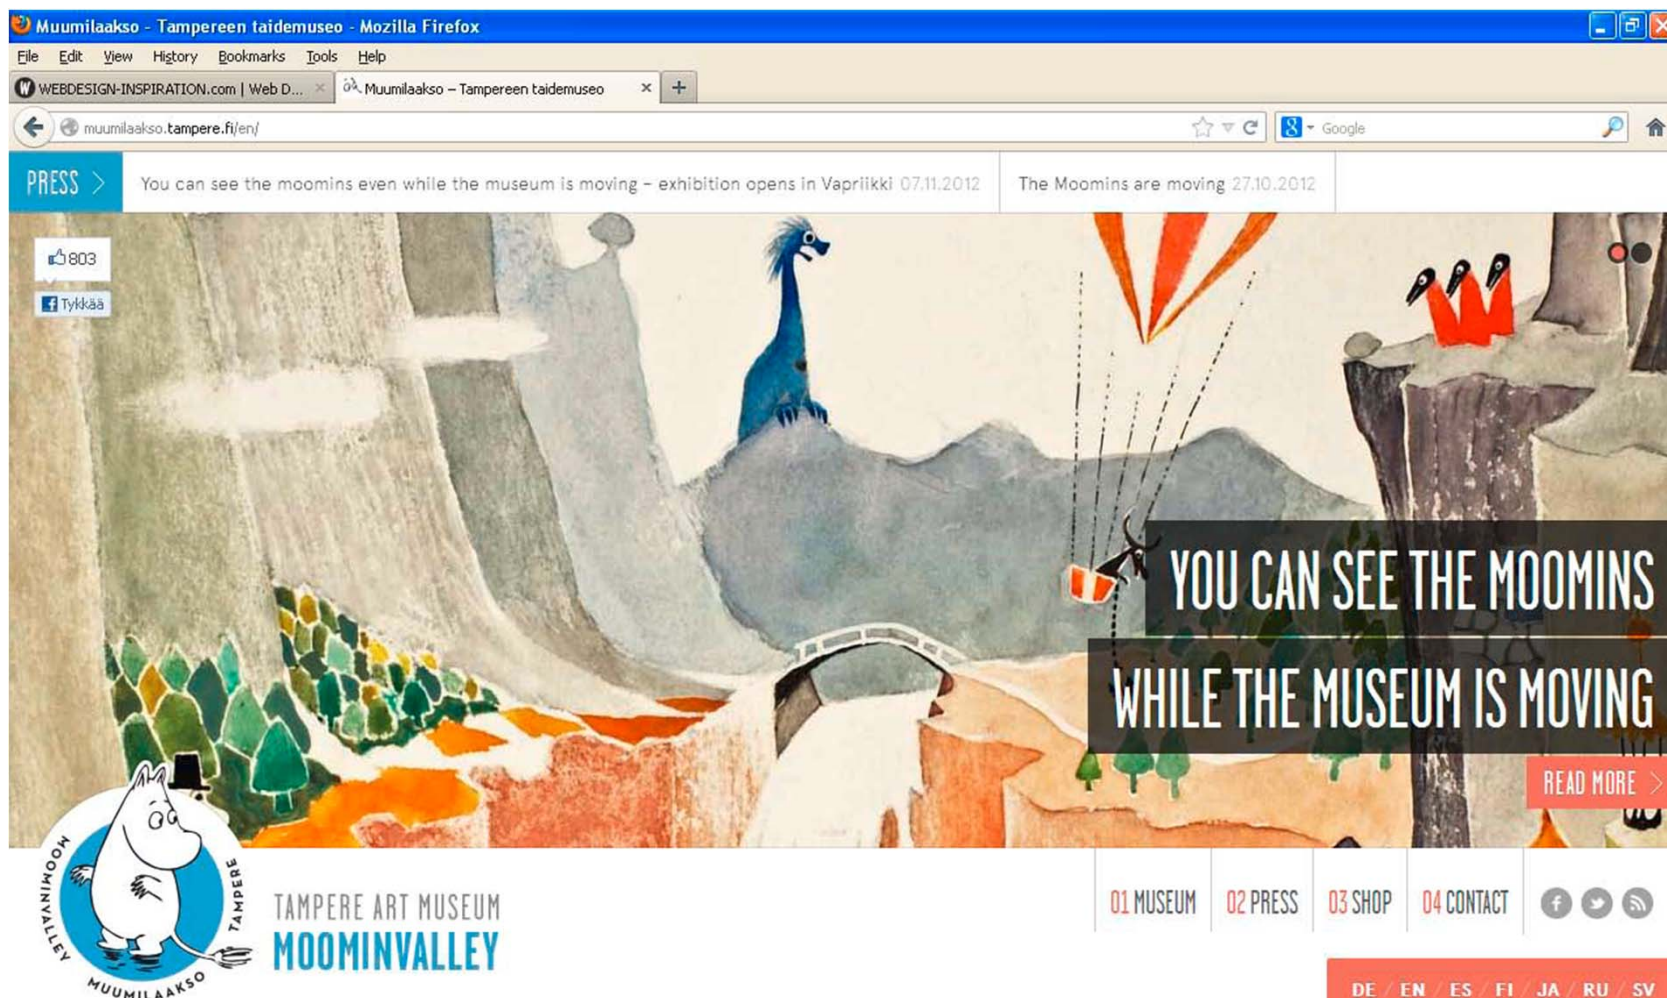 Muumilaakso - Tampereen taidemuseo - Mozilla Firefox
File Edit View History Bookmarks Tools Help
WEBDESIGN-INSPIRATION.com | Web D...
Muumilaakso – Tampereen taidemuseo
muumilaakso.tampere.fi/en/
Google
PRESS
You can see the moomins even while the museum is moving – exhibition opens in Vapriikki 07.11.2012
The Moomins are moving 27.10.2012
803
Tykkää
YOU CAN SEE THE MOOMINS
WHILE THE MUSEUM IS MOVING
READ MORE
MOOMINVALLEY
TAMPERE
MUUMILAAKSO
TAMPERE ART MUSEUM
MOOMINVALLEY
01 MUSEUM
02 PRESS
03 SHOP
04 CONTACT
DE / EN / ES / FI / JA / RU / SV